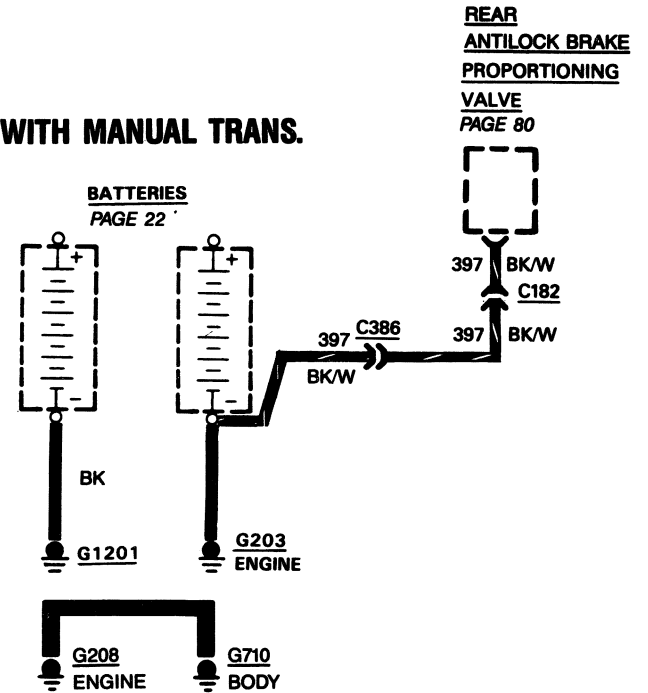 REAR
ANTILOCK BRAKE
PROPORTIONING
VALVE
PAGE 80
WITH MANUAL TRANS.
BATTERIES
PAGE 22
+
+
397 BK/W
C182
397 BK/W
C386
397
BK/W
-
-
BK
G1201
G203
ENGINE
G208
ENGINE
G710
BODY